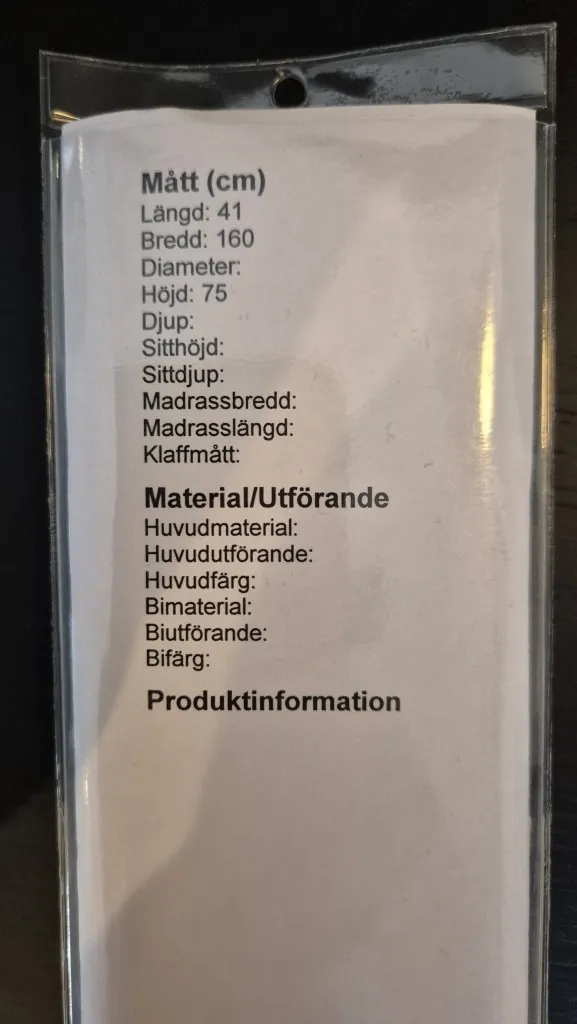 Mått (cm)
Längd: 41
Bredd: 160
Diameter:
Höjd: 75
Djup:
Sitthöjd:
Sittdjup:
Madrassbredd:
Madrasslängd:
Klaffmått:
Material/Utförande
Huvudmaterial:
Huvudutförande:
Huvudfärg:
Bimaterial:
Biutförande:
Bifärg:
Produktinformation